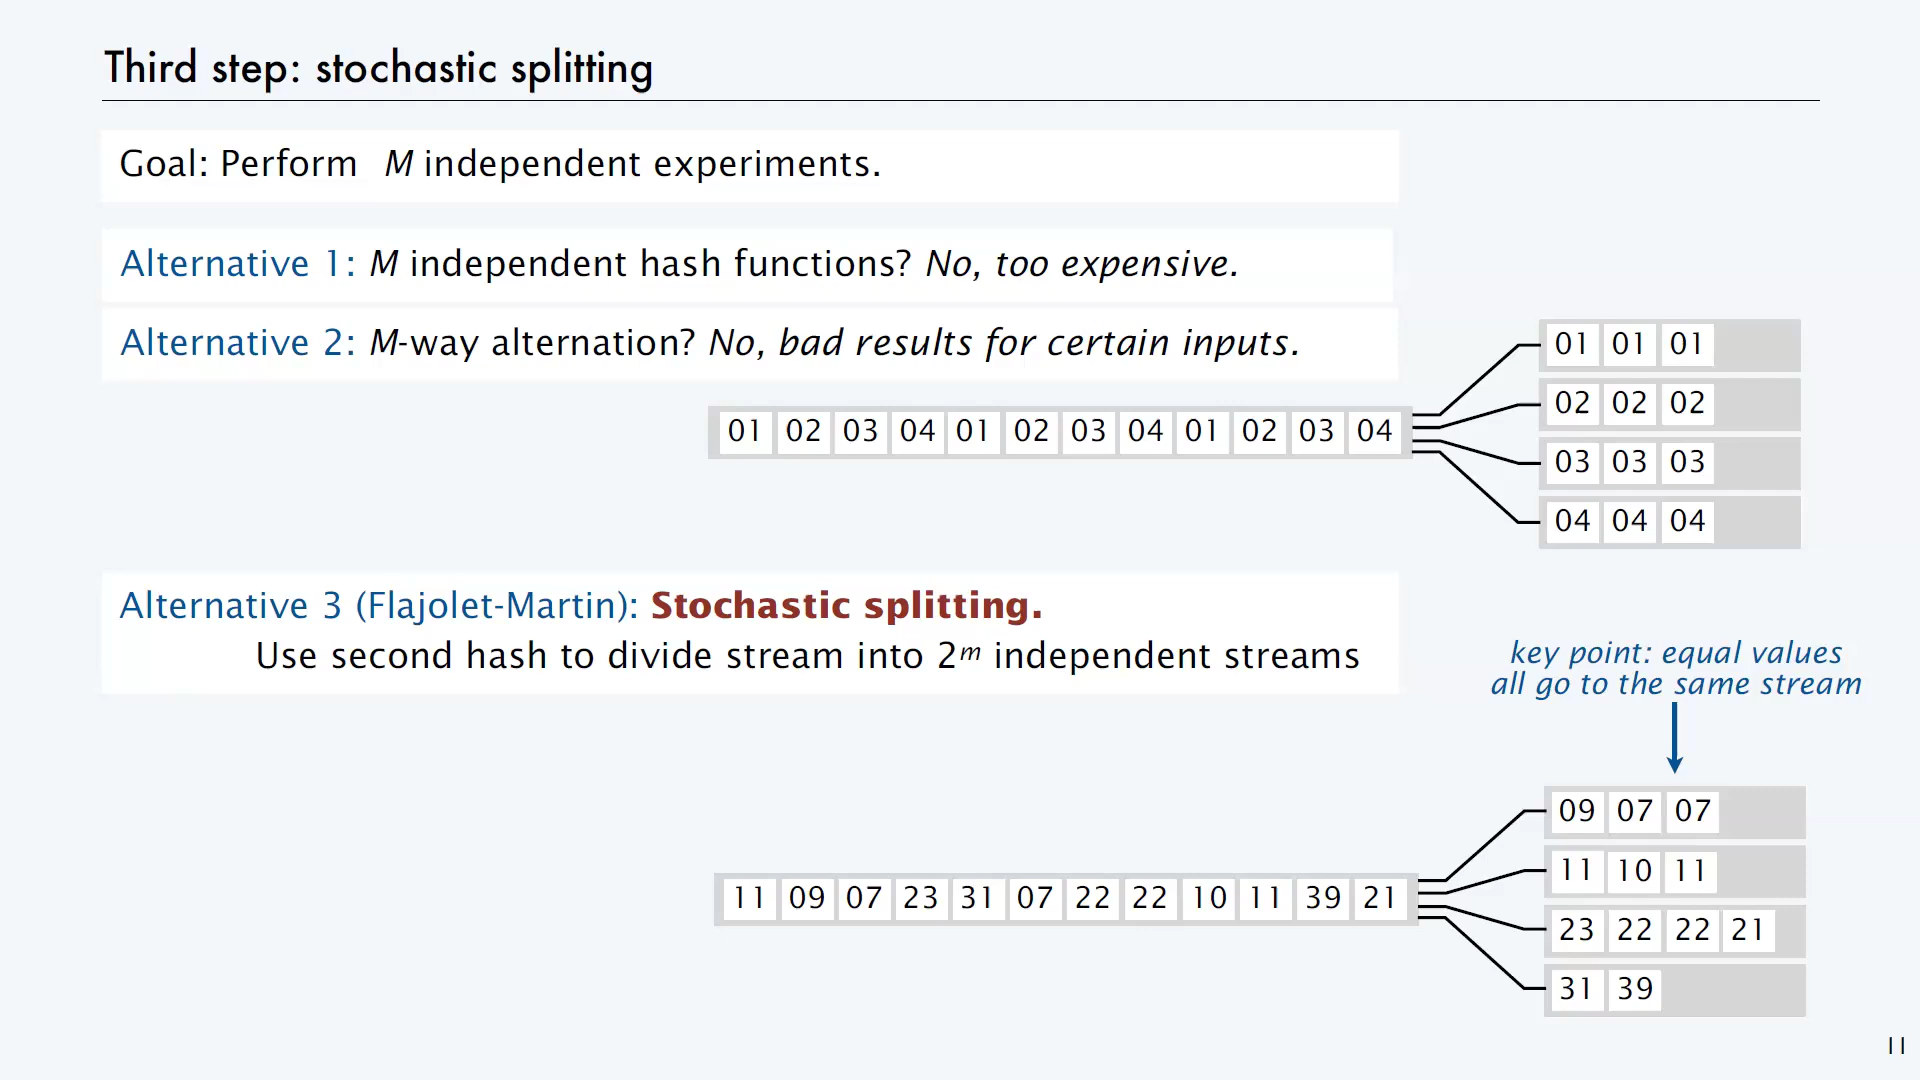 Third step: stochastic splitting
Goal: Perform M independent experiments.
Alternative 1: M independent hash functions? No, too expensive.
Alternative 2: M-way alternation? No, bad results for certain inputs.
01 02 03 04 01 02 03 04 01 02 03 04
01 01 01
02 02 02
03 03 03
04 04 04
Alternative 3 (Flajolet-Martin): Stochastic splitting.
Use second hash to divide stream into 2ᵐ independent streams
key point: equal values
all go to the same stream
11 09 07 23 31 07 22 22 10 11 39 21
09 07 07
11 10 11
23 22 22 21
31 39
11